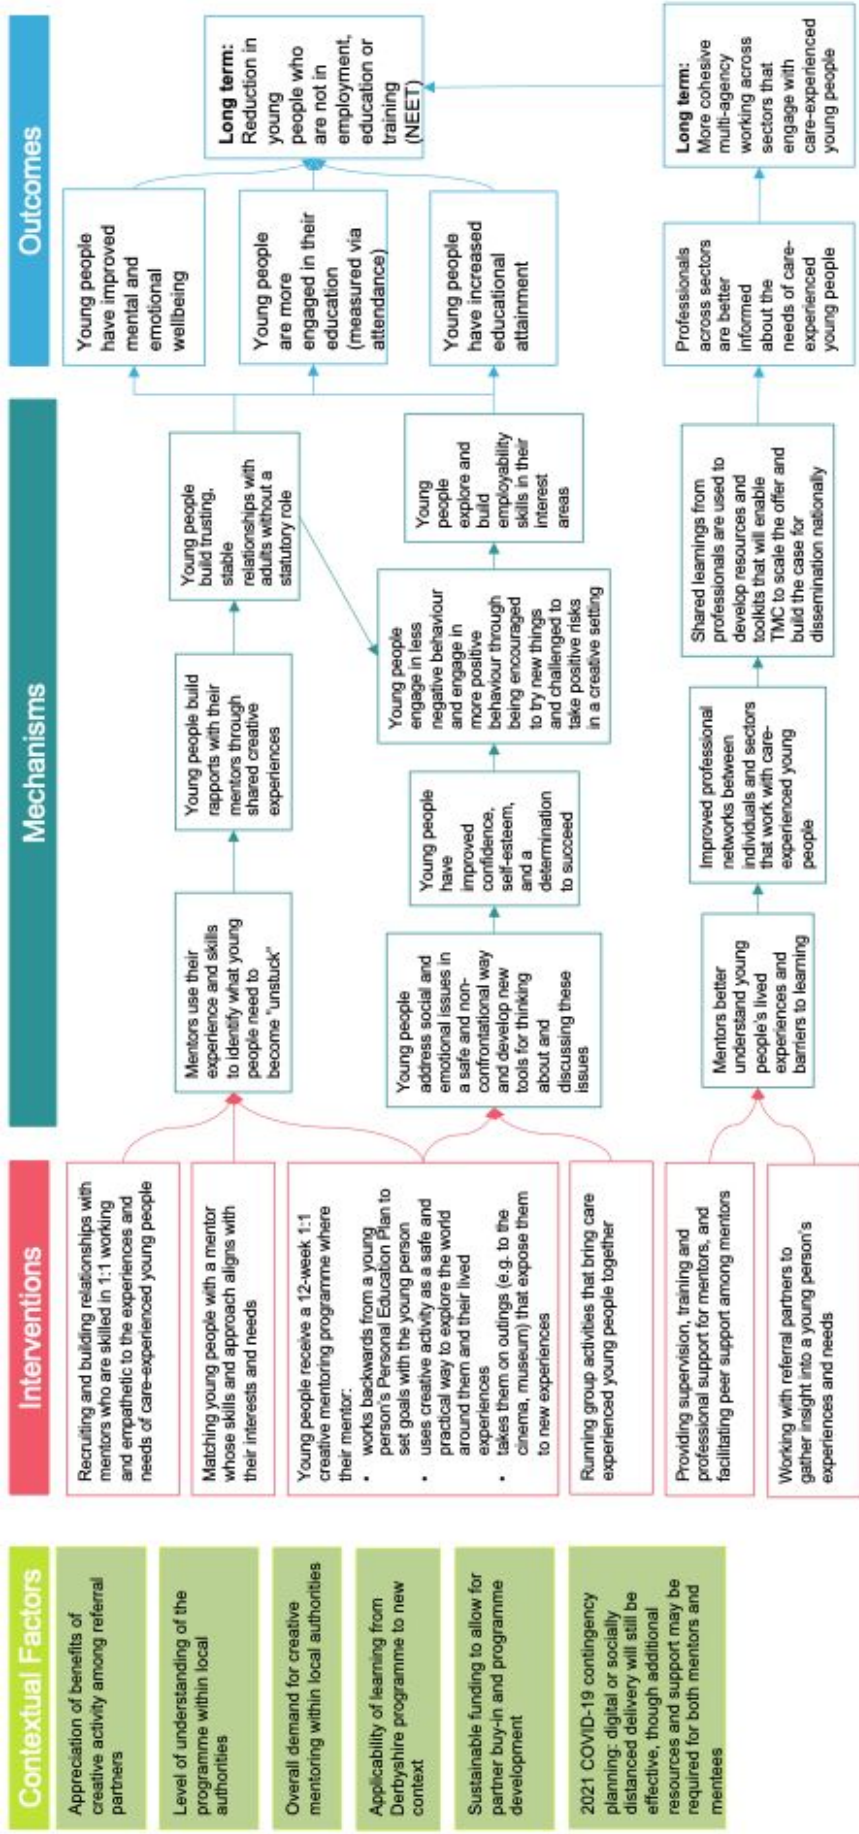 Contextual Factors
Appreciation of benefits of
creative activity among referral
partners
Level of understanding of the
programme within local
authorities
Overall demand for creative
mentoring within local authorities
Applicability of learning from
Derbyshire programme to new
context
Sustainable funding to allow for
partner buy-in and programme
development
2021 COVID-19 contingency
planning: digital or socially
distanced delivery will still be
effective, though additional
resources and support may be
required for both mentors and
mentees
Interventions
Recruiting and building relationships with
mentors who are skilled in 1:1 working
and empathetic to the experiences and
needs of care-experienced young people
Matching young people with a mentor
whose skills and approach aligns with
their interests and needs
Young people receive a 12-week 1:1
creative mentoring programme where
their mentor:
• works backwards from a young
person's Personal Education Plan to
set goals with the young person
• uses creative activity as a safe and
practical way to explore the world
around them and their lived
experiences
• takes them on outings (e.g. to the
cinema, museum) that expose them
to new experiences
Running group activities that bring care
experienced young people together
Providing supervision, training and
professional support for mentors, and
facilitating peer support among mentors
Working with referral partners to
gather insight into a young person's
experiences and needs
Mechanisms
Mentors use their
experience and skills
to identify what young
people need to
become "unstuck"
Young people build
rapports with their
mentors through
shared creative
experiences
Young people
build trusting,
stable
relationships with
adults without a
statutory role
Young people
address social and
emotional issues in
a safe and non-
confrontational way
and develop new
tools for thinking
about and
discussing these
issues
Young people
have
improved
confidence,
self-esteem,
and a
determination
to succeed
Young people
engage in less
negative behaviour
and engage in
more positive
behaviour through
being encouraged
to try new things
and challenged to
take positive risks
in a creative setting
Young
people
explore and
build
employability
skills in their
interest
areas
Mentors better
understand young
people's lived
experiences and
barriers to learning
Improved professional
networks between
individuals and sectors
that work with care-
experienced young
people
Shared learnings from
professionals are used to
develop resources and
toolkits that will enable
TMC to scale the offer and
build the case for
dissemination nationally
Outcomes
Young people
have improved
mental and
emotional
wellbeing
Young people
are more
engaged in their
education
(measured via
attendance)
Young people
have increased
educational
attainment
Long term:
Reduction in
young
people who
are not in
employment,
education or
training
(NEET)
Professionals
across sectors
are better
informed
about the
needs of care-
experienced
young people
Long term:
More cohesive
multi-agency
working across
sectors that
engage with
care-experienced
young people